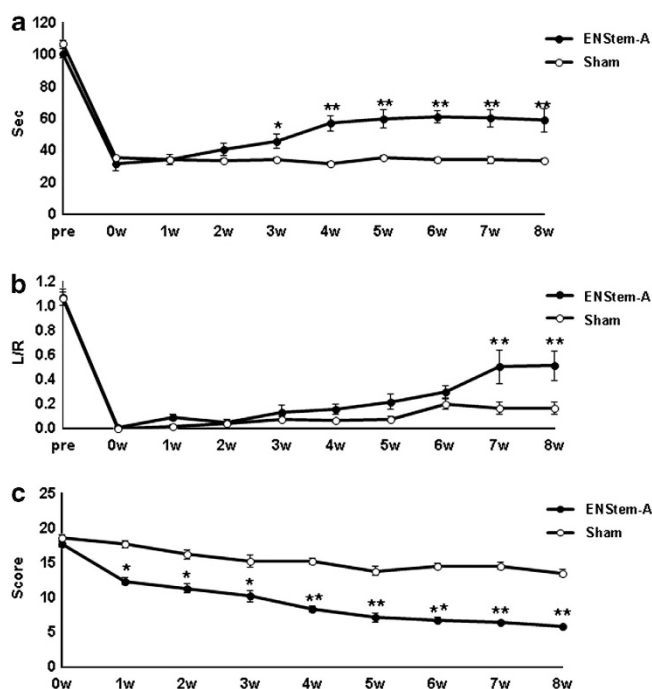 a
120
100
80
60
40
20
0
Sec
ENStem-A
Sham
* ** ** ** ** **
pre 0w 1w 2w 3w 4w 5w 6w 7w 8w
b
1.2
1.0
0.8
0.6
0.4
0.2
0.0
L/R
ENStem-A
Sham
** **
pre 0w 1w 2w 3w 4w 5w 6w 7w 8w
c
25
20
15
10
5
0
Score
ENStem-A
Sham
* * * ** ** ** ** **
0w 1w 2w 3w 4w 5w 6w 7w 8w